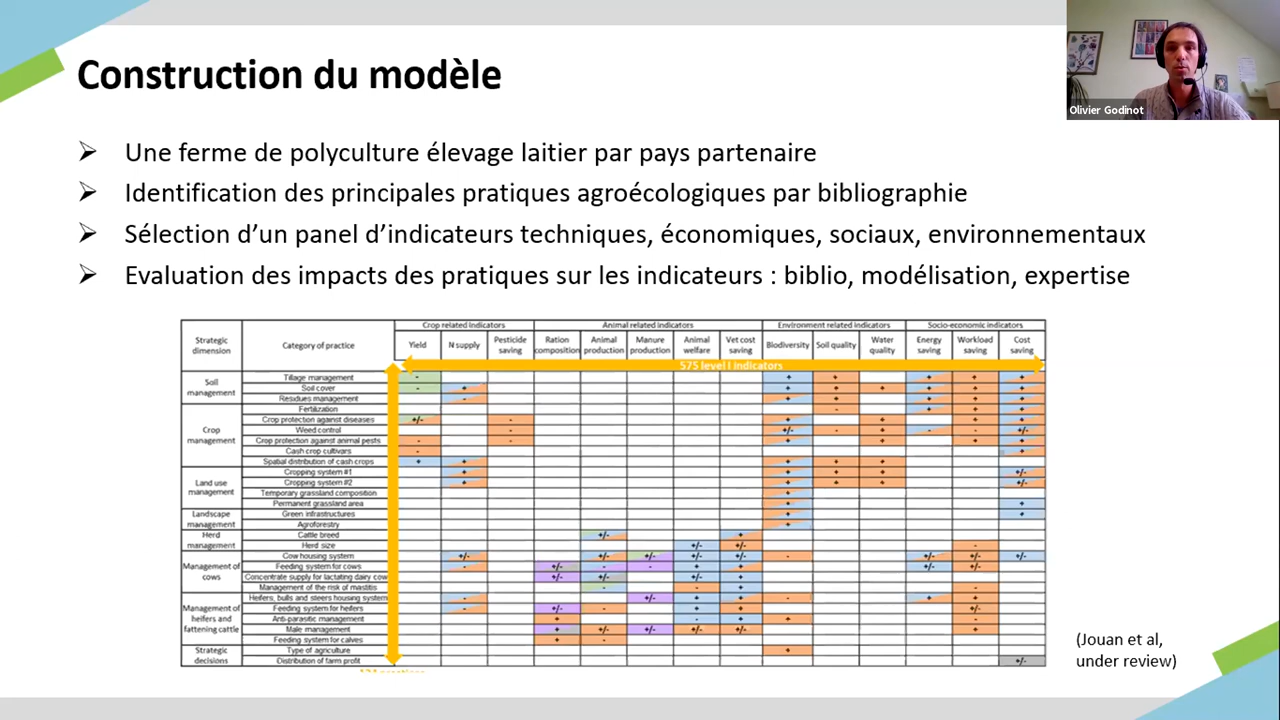 Construction du modèle
Olivier Godinot
Une ferme de polyculture élevage laitier par pays partenaire
Identification des principales pratiques agroécologiques par bibliographie
Sélection d’un panel d’indicateurs techniques, économiques, sociaux, environnementaux
Evaluation des impacts des pratiques sur les indicateurs : biblio, modélisation, expertise
Strategic dimension Category of practice Crop related indicators Animal related indicators Environment related indicators Socio-economic indicators
Yield N supply Pesticide saving Ration composition Animal production Manure production Animal welfare Vet cost saving Biodiversity Soil quality Water quality Energy saving Workload saving Cost saving
575 level I indicators
Soil management
Tillage management - + + + + +
Soil cover - + + + + + + +
Residues management - + + + + +
Fertilization - + + +
Crop management
Crop protection against diseases +/- - + + + +
Weed control - +/- - - - - +/-
Crop protection against animal pests - - + + + +
Cash crop cultivars - +
Spatial distribution of cash crops + + + + +
Land use management
Cropping system #1 + + + + +/-
Cropping system #2 + + + + +/-
Temporary grassland composition +
Permanent grassland area + +
Landscape management
Green infrastructures + +
Agroforestry +
Herd management
Cattle breed +/- +
Herd size +/- +/- -
Management of cows
Cow housing system +/- +/- +/- +/- +/- - +/- +/- +/-
Feeding system for cows - +/- - - + + +/- +/-
Concentrate supply for lactating dairy cow +/- +/- +/- +
Management of the risk of mastitis - - +
Management of heifers and fattening cattle
Heifers, bulls and steers housing system - +/- + + - + -
Feeding system for heifers - +/- - + + +/-
Anti-parasitic management + - + + +
Male management + +/- +/- +/- +/- +
Feeding system for calves + -
Strategic decisions
Type of agriculture +
Distribution of farm profit +/-
(Jouan et al,
under review)